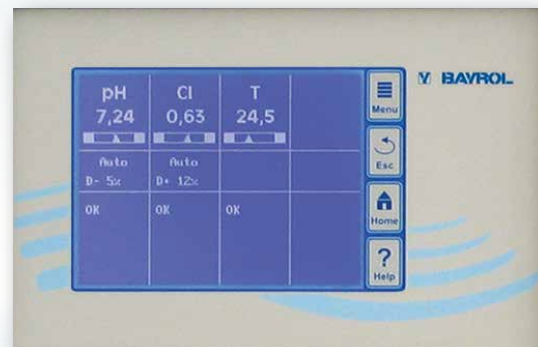 pH Cl T
7,24 0,63 24,5
Auto Auto
D- 5% D+ 12%
OK OK OK
Menu
Esc
Home
? Help
BAYROL